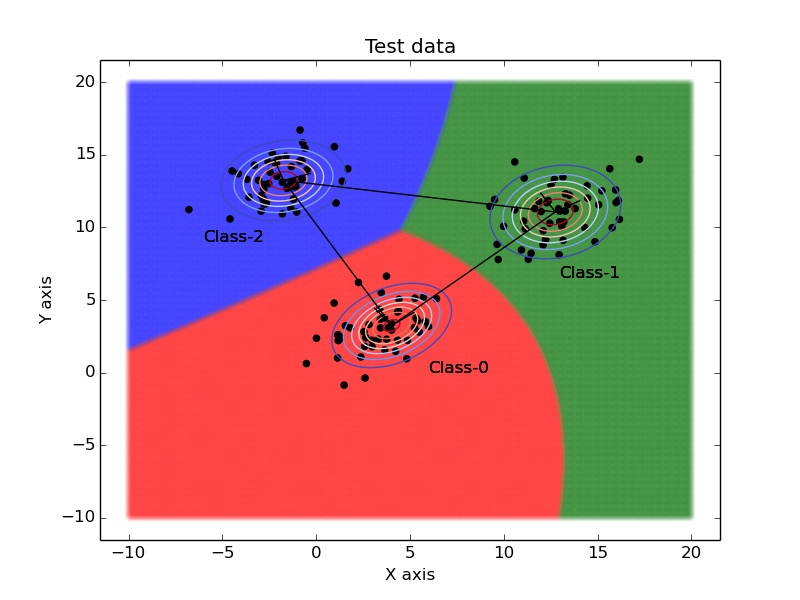 Test data
20
15
10
5
0
−5
−10
Y axis
Class-2
Class-1
Class-0
−10 −5 0 5 10 15 20
X axis